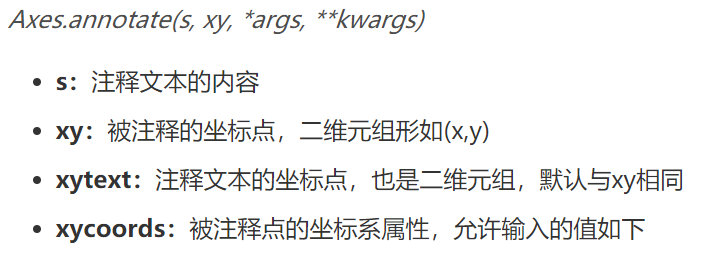 Axes.annotate(s, xy, *args, **kwargs)
• s：注释文本的内容
• xy：被注释的坐标点，二维元组形如(x,y)
• xytext：注释文本的坐标点，也是二维元组，默认与xy相同
• xycoords：被注释点的坐标系属性，允许输入的值如下